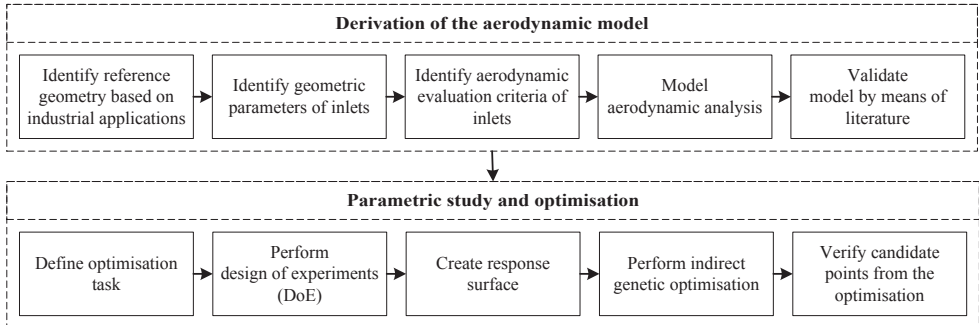 Derivation of the aerodynamic model
Identify reference
geometry based on
industrial applications
Identify geometric
parameters of inlets
Identify aerodynamic
evaluation criteria of
inlets
Model
aerodynamic analysis
Validate
model by means of
literature
Parametric study and optimisation
Define optimisation
task
Perform
design of experiments
(DoE)
Create response
surface
Perform indirect
genetic optimisation
Verify candidate
points from the
optimisation